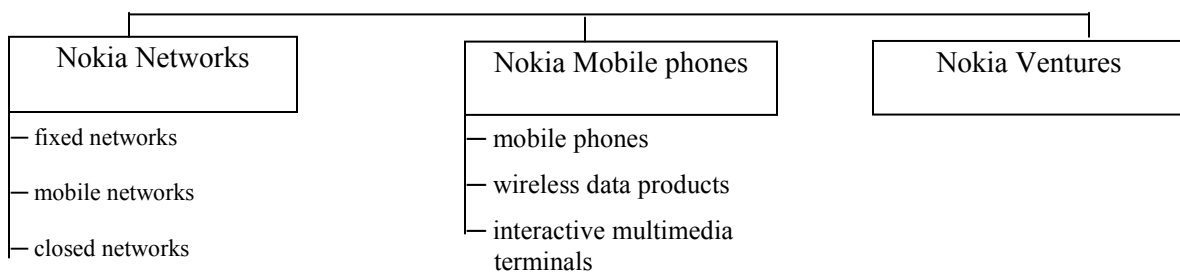 Nokia Networks
Nokia Mobile phones
Nokia Ventures
fixed networks
mobile networks
closed networks
mobile phones
wireless data products
interactive multimedia
terminals